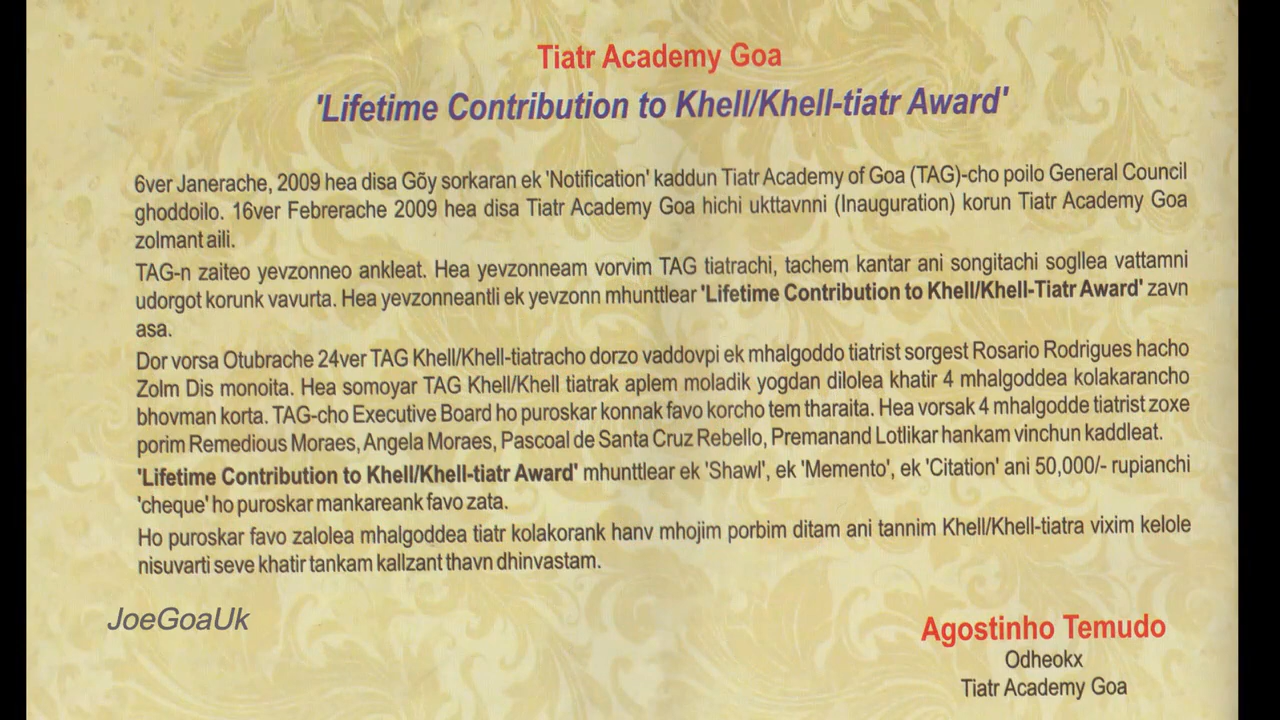 Tiatr Academy Goa
'Lifetime Contribution to Khell/Khell-tiatr Award'
6ver Janerache, 2009 hea disa Gõy sorkaran ek 'Notification' kaddun Tiatr Academy of Goa (TAG)-cho poilo General Council
ghoddoilo. 16ver Febrerache 2009 hea disa Tiatr Academy Goa hichi ukttavnni (Inauguration) korun Tiatr Academy Goa
zolmant aili.
TAG-n zaiteo yevzonneo ankleat. Hea yevzonneam vorvim TAG tiatrachi, tachem kantar ani songitachi sogllea vattamni
udorgot korunk vavurta. Hea yevzonneantli ek yevzonn mhunttlear 'Lifetime Contribution to Khell/Khell-Tiatr Award' zavn
asa.
Dor vorsa Otubrache 24ver TAG Khell/Khell-tiatracho dorzo vaddovpi ek mhalgoddo tiatrist sorgest Rosario Rodrigues hacho
Zolm Dis monoita. Hea somoyar TAG Khell/Khell tiatrak aplem moladik yogdan dilolea khatir 4 mhalgoddea kolakarancho
bhovman korta. TAG-cho Executive Board ho puroskar konnak favo korcho tem tharaita. Hea vorsak 4 mhalgodde tiatrist zoxe
porim Remedious Moraes, Angela Moraes, Pascoal de Santa Cruz Rebello, Premanand Lotlikar hankam vinchun kaddleat.
'Lifetime Contribution to Khell/Khell-tiatr Award' mhunttlear ek 'Shawl', ek 'Memento', ek 'Citation' ani 50,000/- rupianchi
'cheque' ho puroskar mankareank favo zata.
Ho puroskar favo zalolea mhalgoddea tiatr kolakorank hanv mhojim porbim ditam ani tannim Khell/Khell-tiatra vixim kelole
nisuvarti seve khatir tankam kallzant thavn dhinvastam.
JoeGoaUk
Agostinho Temudo
Odheokx
Tiatr Academy Goa